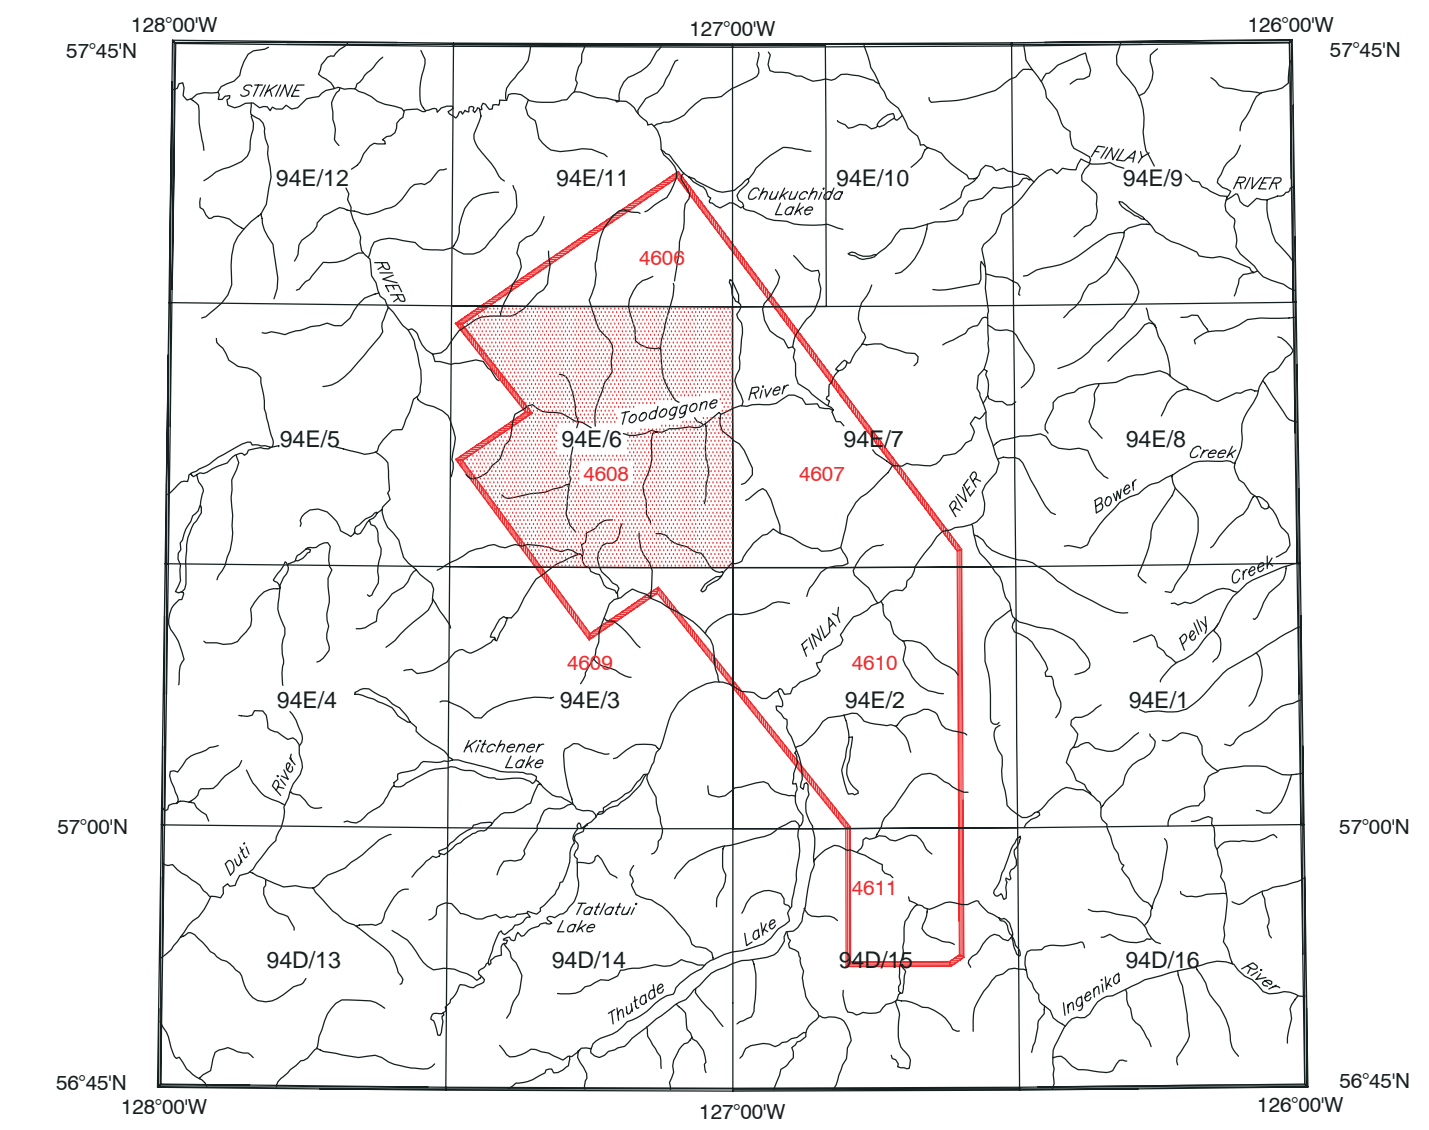 128°00'W
127°00'W
126°00'W
57°45'N
57°45'N
STIKINE
FINLAY
94E/12
94E/11
94E/10
94E/9
RIVER
Chukuchida
Lake
4606
RIVER
River
Toodoggone
94E/5
94E/6
94E/7
94E/8
Creek
4608
4607
RIVER
Bower
Creek
FINLAY
Pelly
4609
4610
94E/4
94E/3
94E/2
94E/1
Kitchener
Lake
River
57°00'N
57°00'N
Duti
4611
Tatlatui
Lake
Lake
94D/13
94D/14
94D/15
94D/16
River
Ingenika
Thutade
56°45'N
56°45'N
128°00'W
127°00'W
126°00'W